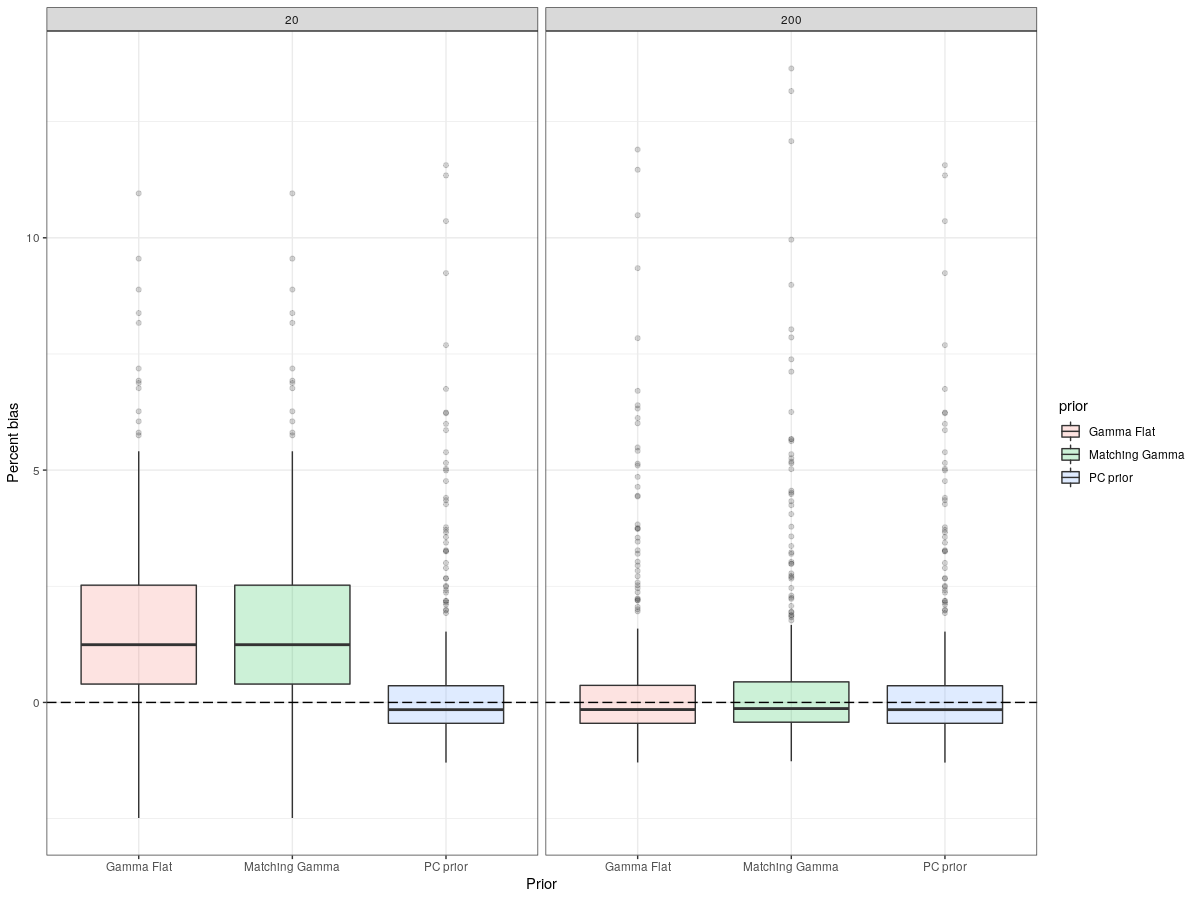 20
200
Percent bias
10
5
0
Gamma Flat
Matching Gamma
PC prior
Gamma Flat
Matching Gamma
PC prior
Prior
prior
Gamma Flat
Matching Gamma
PC prior